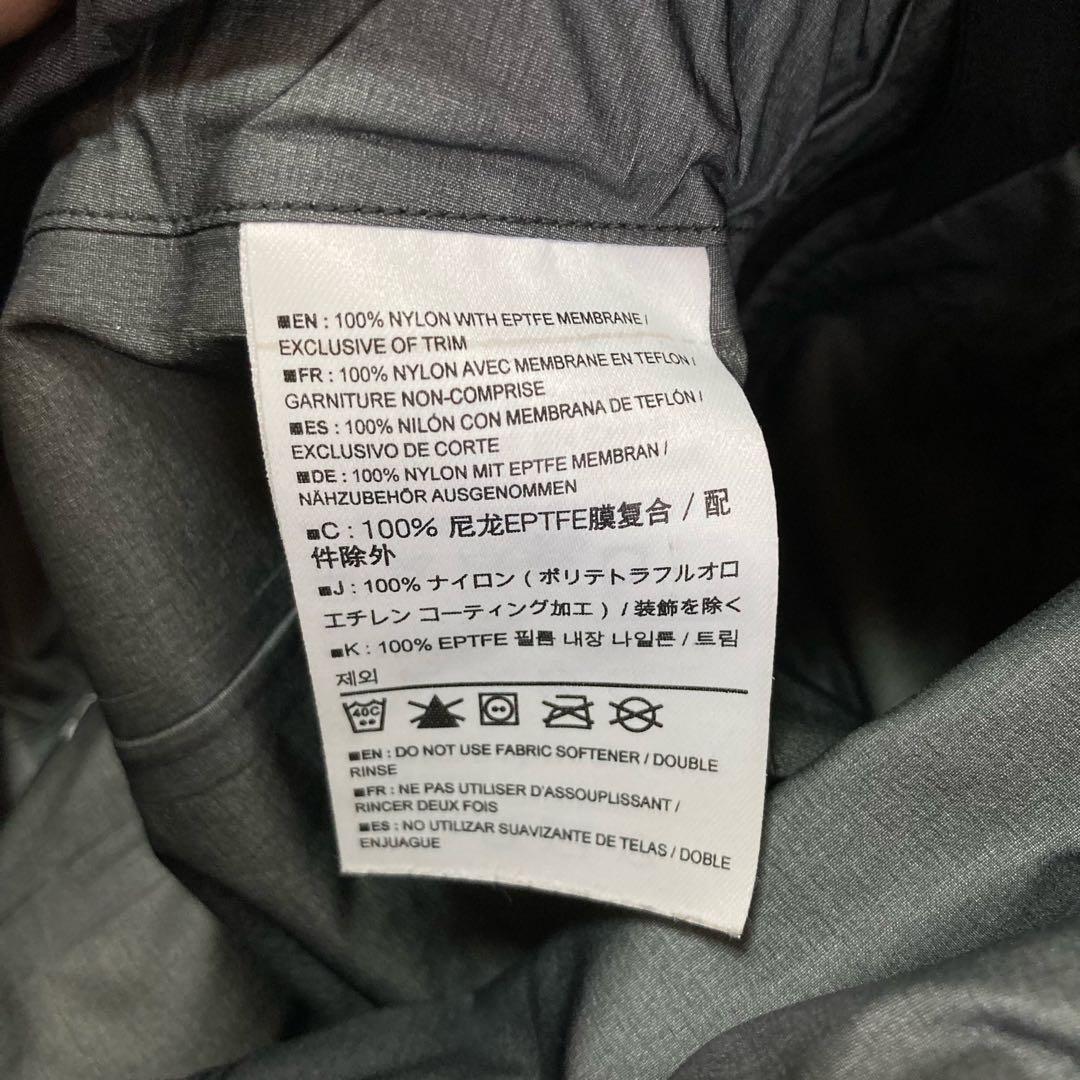 EN : 100% NYLON WITH EPTFE MEMBRANE /
EXCLUSIVE OF TRIM
FR : 100% NYLON AVEC MEMBRANE EN TEFLON /
GARNITURE NON-COMPRISE
ES : 100% NILÓN CON MEMBRANA DE TEFLÓN /
EXCLUSIVO DE CORTE
DE : 100% NYLON MIT EPTFE MEMBRAN /
NÄHZUBEHÖR AUSGENOMMEN
C : 100% 尼龙EPTFE膜复合 / 配
件除外
J : 100% ナイロン ( ポリテトラフルオロ
エチレン コーティング加工 ) / 装飾を除く
K : 100% EPTFE 필름 내장 나일론 / 트림
제외
40C
EN : DO NOT USE FABRIC SOFTENER / DOUBLE
RINSE
FR : NE PAS UTILISER D'ASSOUPLISSANT /
RINCER DEUX FOIS
ES : NO UTILIZAR SUAVIZANTE DE TELAS / DOBLE
ENJUAGUE